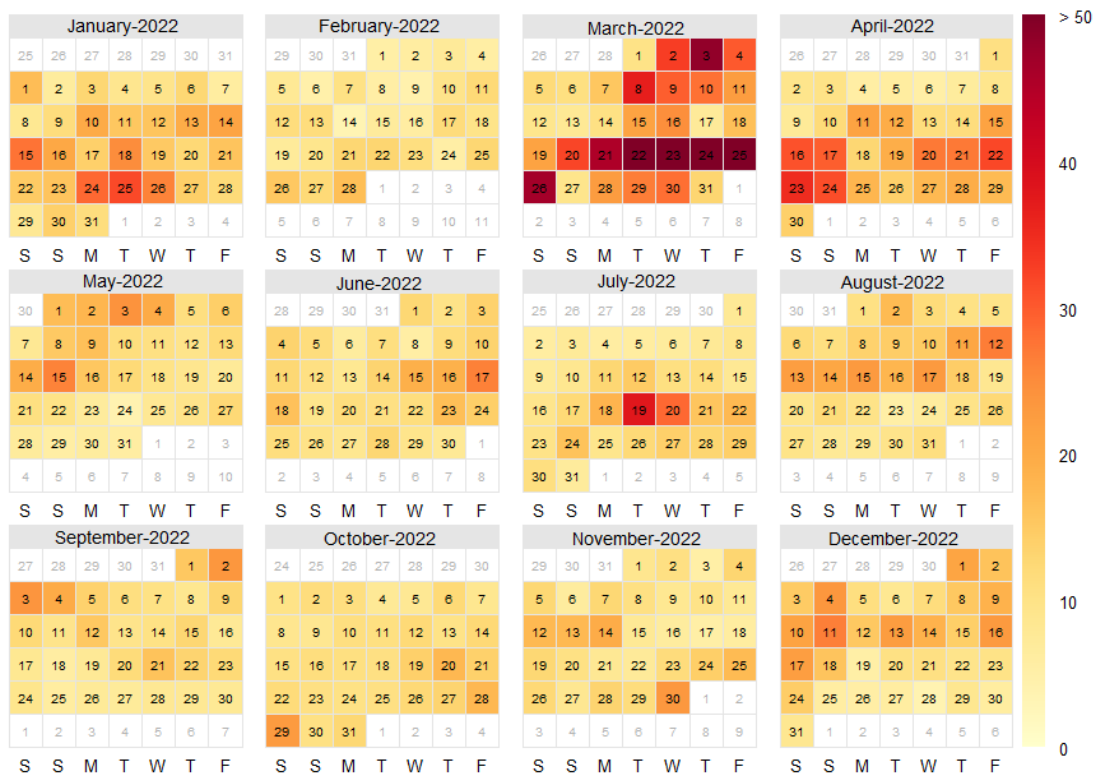 January-2022 February-2022 March-2022 April-2022 > 50
25 26 27 28 29 30 31 29 30 31 1 2 3 4 26 27 28 1 2 3 4 26 27 28 29 30 31 1
1 2 3 4 5 6 7 5 6 7 8 9 10 11 5 6 7 8 9 10 11 2 3 4 5 6 7 8
8 9 10 11 12 13 14 12 13 14 15 16 17 18 12 13 14 15 16 17 18 9 10 11 12 13 14 15
15 16 17 18 19 20 21 19 20 21 22 23 24 25 19 20 21 22 23 24 25 16 17 18 19 20 21 22 40
22 23 24 25 26 27 28 26 27 28 1 2 3 4 26 27 28 29 30 31 1 23 24 25 26 27 28 29
29 30 31 1 2 3 4 5 6 7 8 9 10 11 2 3 4 5 6 7 8 30 1 2 3 4 5 6
S S M T W T F S S M T W T F S S M T W T F S S M T W T F
May-2022 June-2022 July-2022 August-2022
30 1 2 3 4 5 6 28 29 30 31 1 2 3 25 26 27 28 29 30 1 30 31 1 2 3 4 5 30
7 8 9 10 11 12 13 4 5 6 7 8 9 10 2 3 4 5 6 7 8 6 7 8 9 10 11 12
14 15 16 17 18 19 20 11 12 13 14 15 16 17 9 10 11 12 13 14 15 13 14 15 16 17 18 19
21 22 23 24 25 26 27 18 19 20 21 22 23 24 16 17 18 19 20 21 22 20 21 22 23 24 25 26
28 29 30 31 1 2 3 25 26 27 28 29 30 1 23 24 25 26 27 28 29 27 28 29 30 31 1 2 20
4 5 6 7 8 9 10 2 3 4 5 6 7 8 30 31 1 2 3 4 5 3 4 5 6 7 8 9
S S M T W T F S S M T W T F S S M T W T F S S M T W T F
September-2022 October-2022 November-2022 December-2022
27 28 29 30 31 1 2 24 25 26 27 28 29 30 29 30 31 1 2 3 4 26 27 28 29 30 1 2
3 4 5 6 7 8 9 1 2 3 4 5 6 7 5 6 7 8 9 10 11 3 4 5 6 7 8 9 10
10 11 12 13 14 15 16 8 9 10 11 12 13 14 12 13 14 15 16 17 18 10 11 12 13 14 15 16
17 18 19 20 21 22 23 15 16 17 18 19 20 21 19 20 21 22 23 24 25 17 18 19 20 21 22 23
24 25 26 27 28 29 30 22 23 24 25 26 27 28 26 27 28 29 30 1 2 24 25 26 27 28 29 30
1 2 3 4 5 6 7 29 30 31 1 2 3 4 3 4 5 6 7 8 9 31 1 2 3 4 5 6 0
S S M T W T F S S M T W T F S S M T W T F S S M T W T F